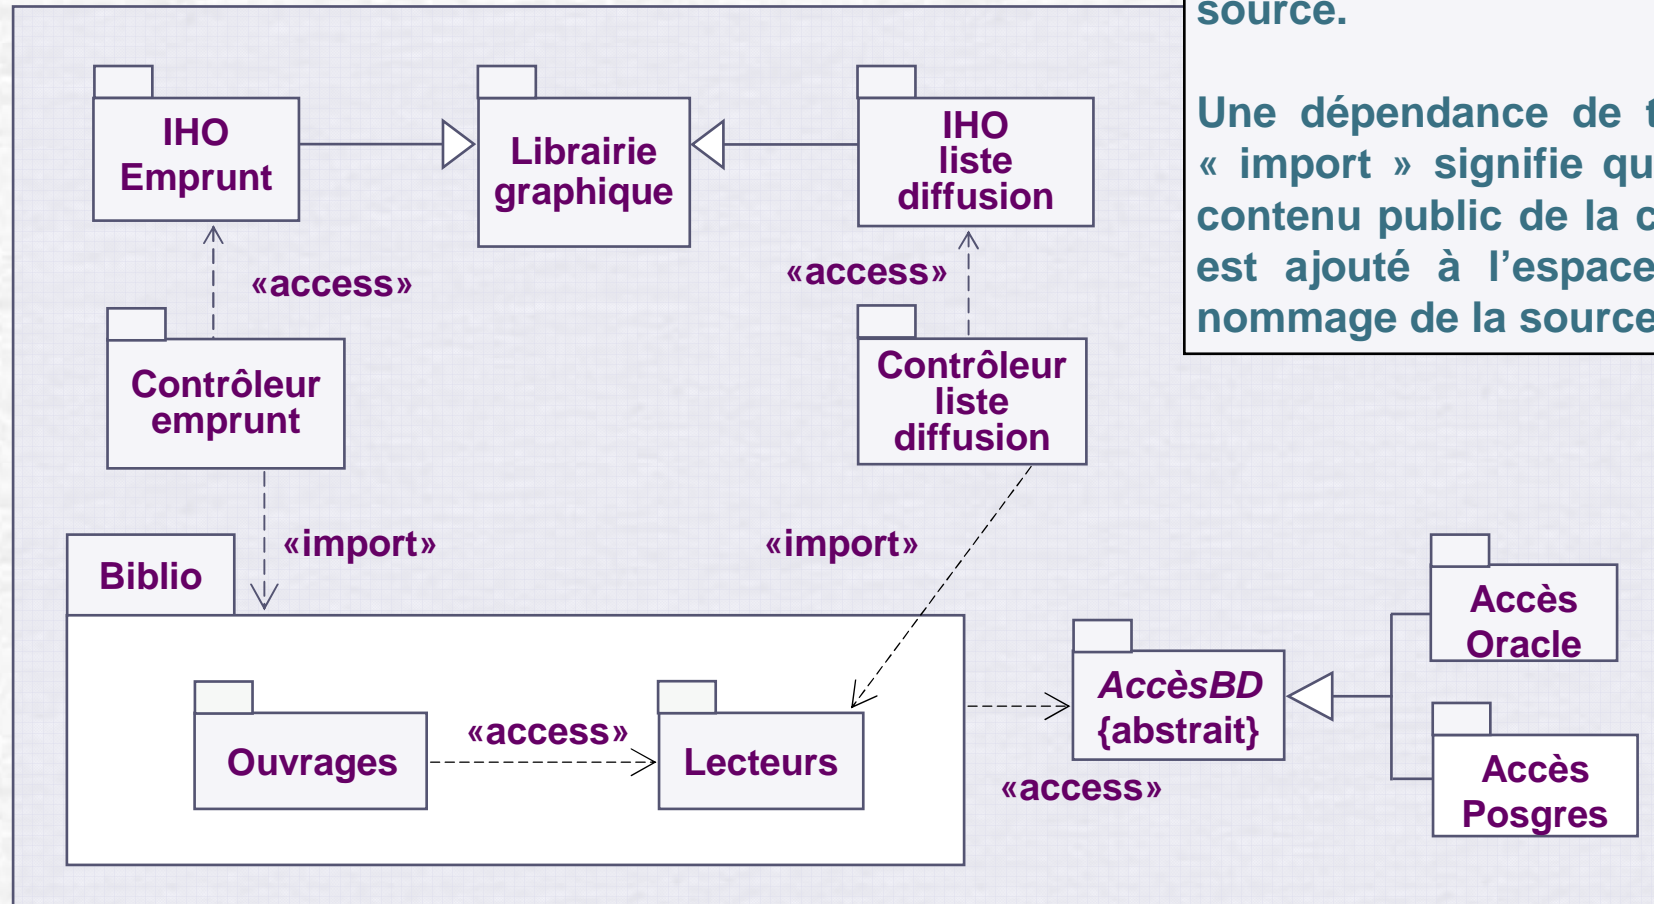 source.
Une dépendance de
« import » signifie
contenu public de la
est ajouté à l’espace
nommage de la source
IHO
Emprunt
Librairie
graphique
IHO
liste
diffusion
«access»
«access»
Contrôleur
emprunt
Contrôleur
liste
diffusion
«import»
«import»
Biblio
Ouvrages
«access»
Lecteurs
AccèsBD
{abstrait}
«access»
Accès
Oracle
Accès
Posgres